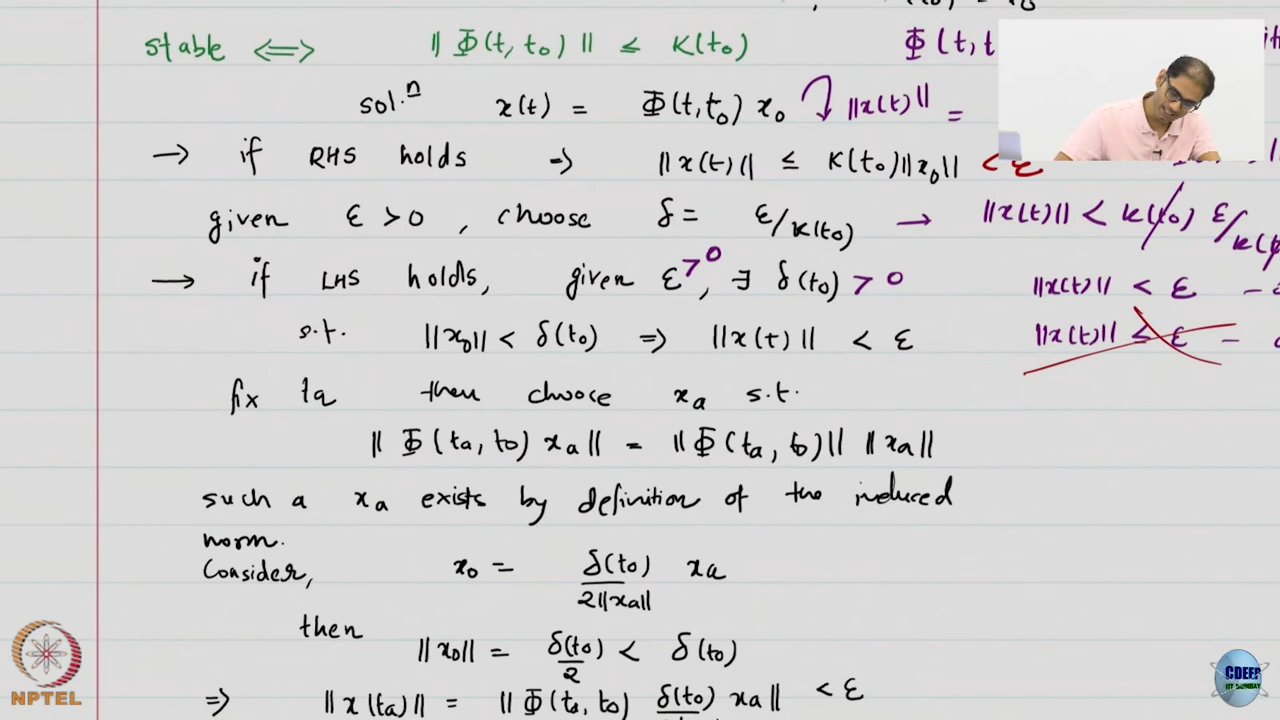 stable ⟺ ‖Φ(t, t₀)‖ ≤ K(t₀) Φ(t, t
sol.ⁿ x(t) = Φ(t,t₀) x₀ ‖x(t)‖ =
→ if RHS holds ⇒ ‖x(t)‖ ≤ K(t₀)‖x₀‖ < ε
given ε > 0, choose δ = ε/K(t₀) → ‖x(t)‖ < K(t₀) ε/K(t
→ if LHS holds, given ε > 0, ∃ δ(t₀) > 0 ‖x(t)‖ < ε -
s.t. ‖x₀‖ < δ(t₀) ⇒ ‖x(t)‖ < ε ‖x(t)‖ ≤ ε -
fix ta then choose xa s.t.
‖Φ(ta, t₀) xa‖ = ‖Φ(ta, t₀)‖ ‖xa‖
such a xa exists by definition of the induced
norm.
Consider, x₀ = δ(t₀)/2‖xa‖ xa
then ‖x₀‖ = δ(t₀)/2 < δ(t₀)
⇒ ‖x(ta)‖ = ‖Φ(ta, t₀) δ(t₀) xa‖ < ε
NPTEL
CDEEP
IIT BOMBAY